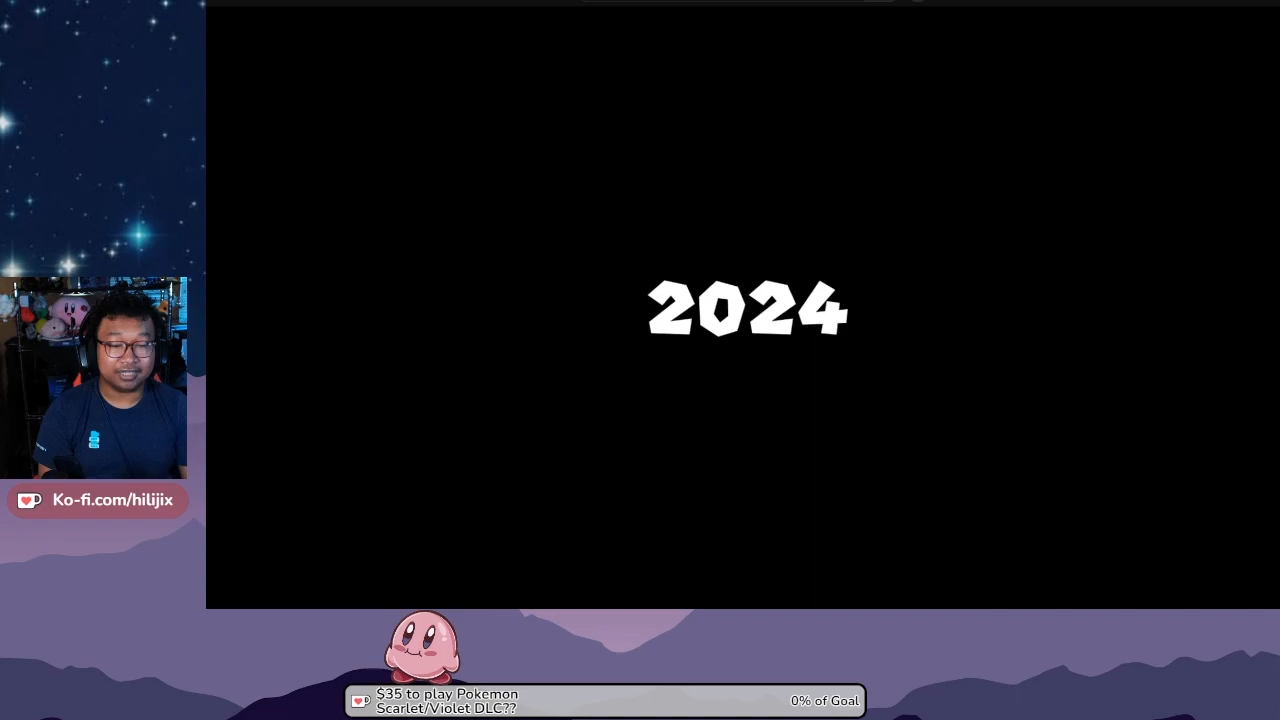 2024
Ko-fi.com/hilijix
$35 to play Pokemon
Scarlet/Violet DLC??
0% of Goal